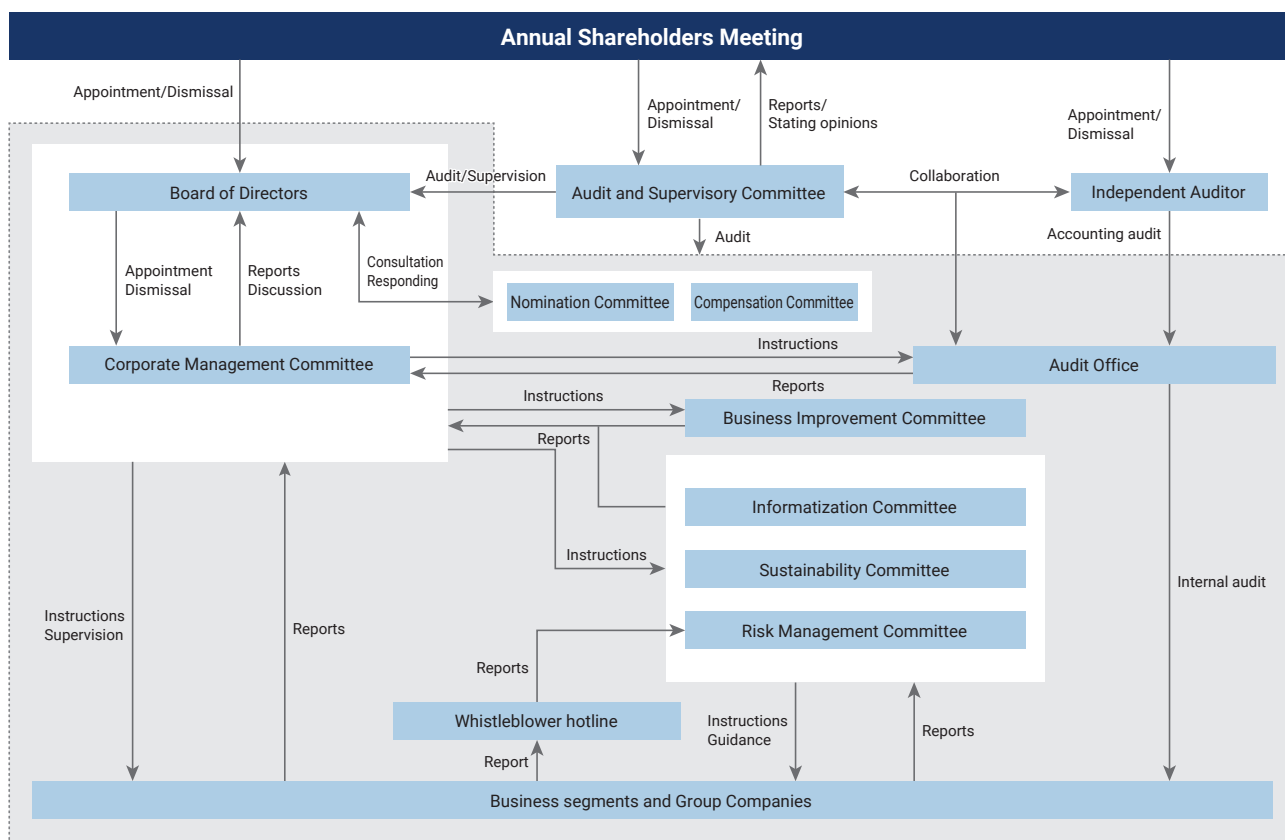 Annual Shareholders Meeting
Appointment/Dismissal
Appointment/
Dismissal
Reports/
Stating opinions
Appointment/
Dismissal
Board of Directors
Audit/Supervision
Audit and Supervisory Committee
Collaboration
Independent Auditor
Audit
Accounting audit
Appointment
Dismissal
Reports
Discussion
Consultation
Responding
Nomination Committee
Compensation Committee
Corporate Management Committee
Instructions
Reports
Audit Office
Instructions
Reports
Business Improvement Committee
Informatization Committee
Instructions
Sustainability Committee
Risk Management Committee
Internal audit
Instructions
Supervision
Reports
Reports
Whistleblower hotline
Report
Instructions
Guidance
Reports
Business segments and Group Companies